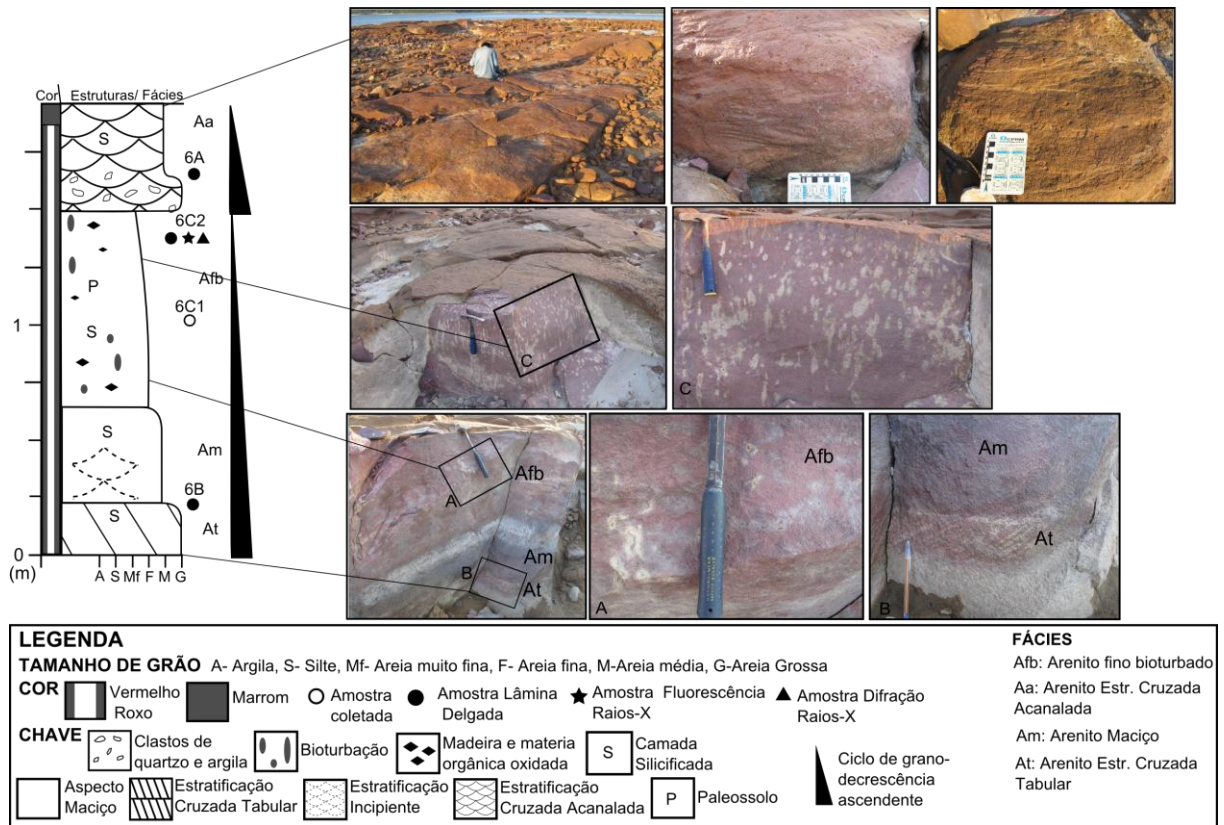 Cor Estruturas/ Fácies
S
Aa
6A
6C2
Afb
P
6C1
1
S
S
Am
6B
S
At
0
(m)
A S Mf F M G
C
C
Afb
A
Am
B
At
Afb
A
Am
At
B
LEGENDA
TAMANHO DE GRÃO A- Argila, S- Silte, Mf- Areia muito fina, F- Areia fina, M-Areia média, G-Areia Grossa
COR Vermelho Roxo Marrom Amostra coletada Amostra Lâmina Delgada Amostra Fluorescência Raios-X Amostra Difração Raios-X
CHAVE Clastos de quartzo e argila Bioturbação Madeira e materia orgânica oxidada S Camada Silicificada
Aspecto Maciço Estratificação Cruzada Tabular Estratificação Incipiente Estratificação Cruzada Acanalada P Paleossolo
Ciclo de grano-
decrescência
ascendente
FÁCIES
Afb: Arenito fino bioturbado
Aa: Arenito Estr. Cruzada
Acanalada
Am: Arenito Maciço
At: Arenito Estr. Cruzada
Tabular